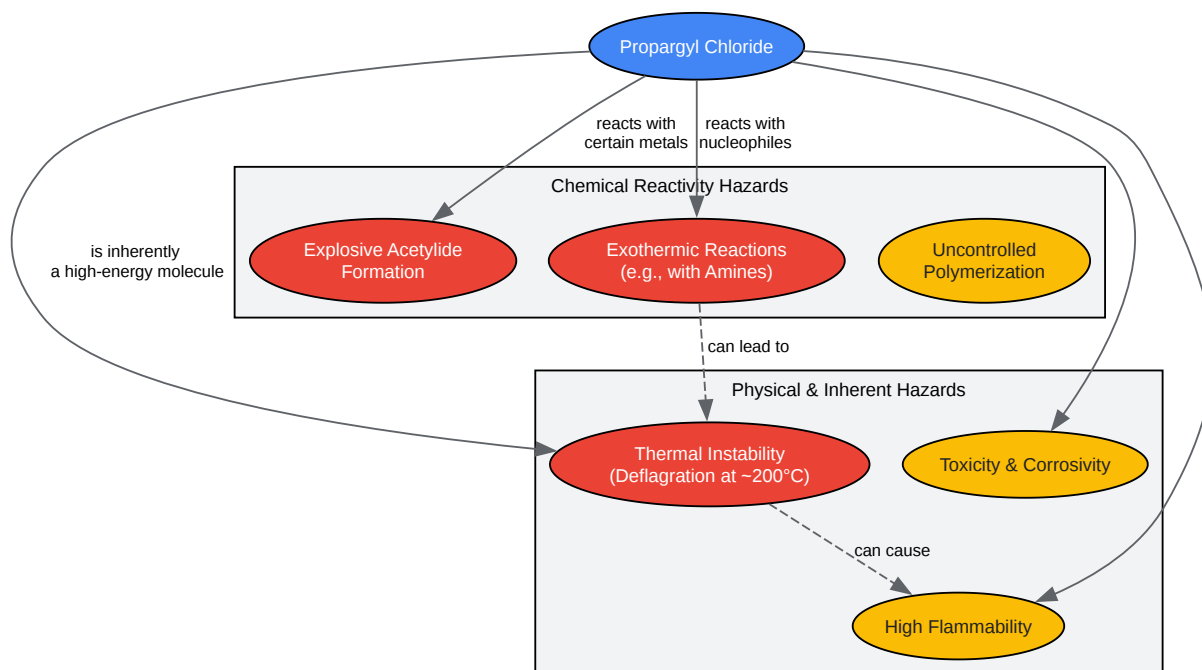 Propargyl Chloride
reacts with
certain metals
reacts with
nucleophiles
Chemical Reactivity Hazards
is inherently
a high-energy molecule
Explosive Acetylide
Formation
Exothermic Reactions
(e.g., with Amines)
Uncontrolled
Polymerization
can lead to
Physical & Inherent Hazards
Thermal Instability
(Deflagration at ~200°C)
Toxicity & Corrosivity
can cause
High Flammability